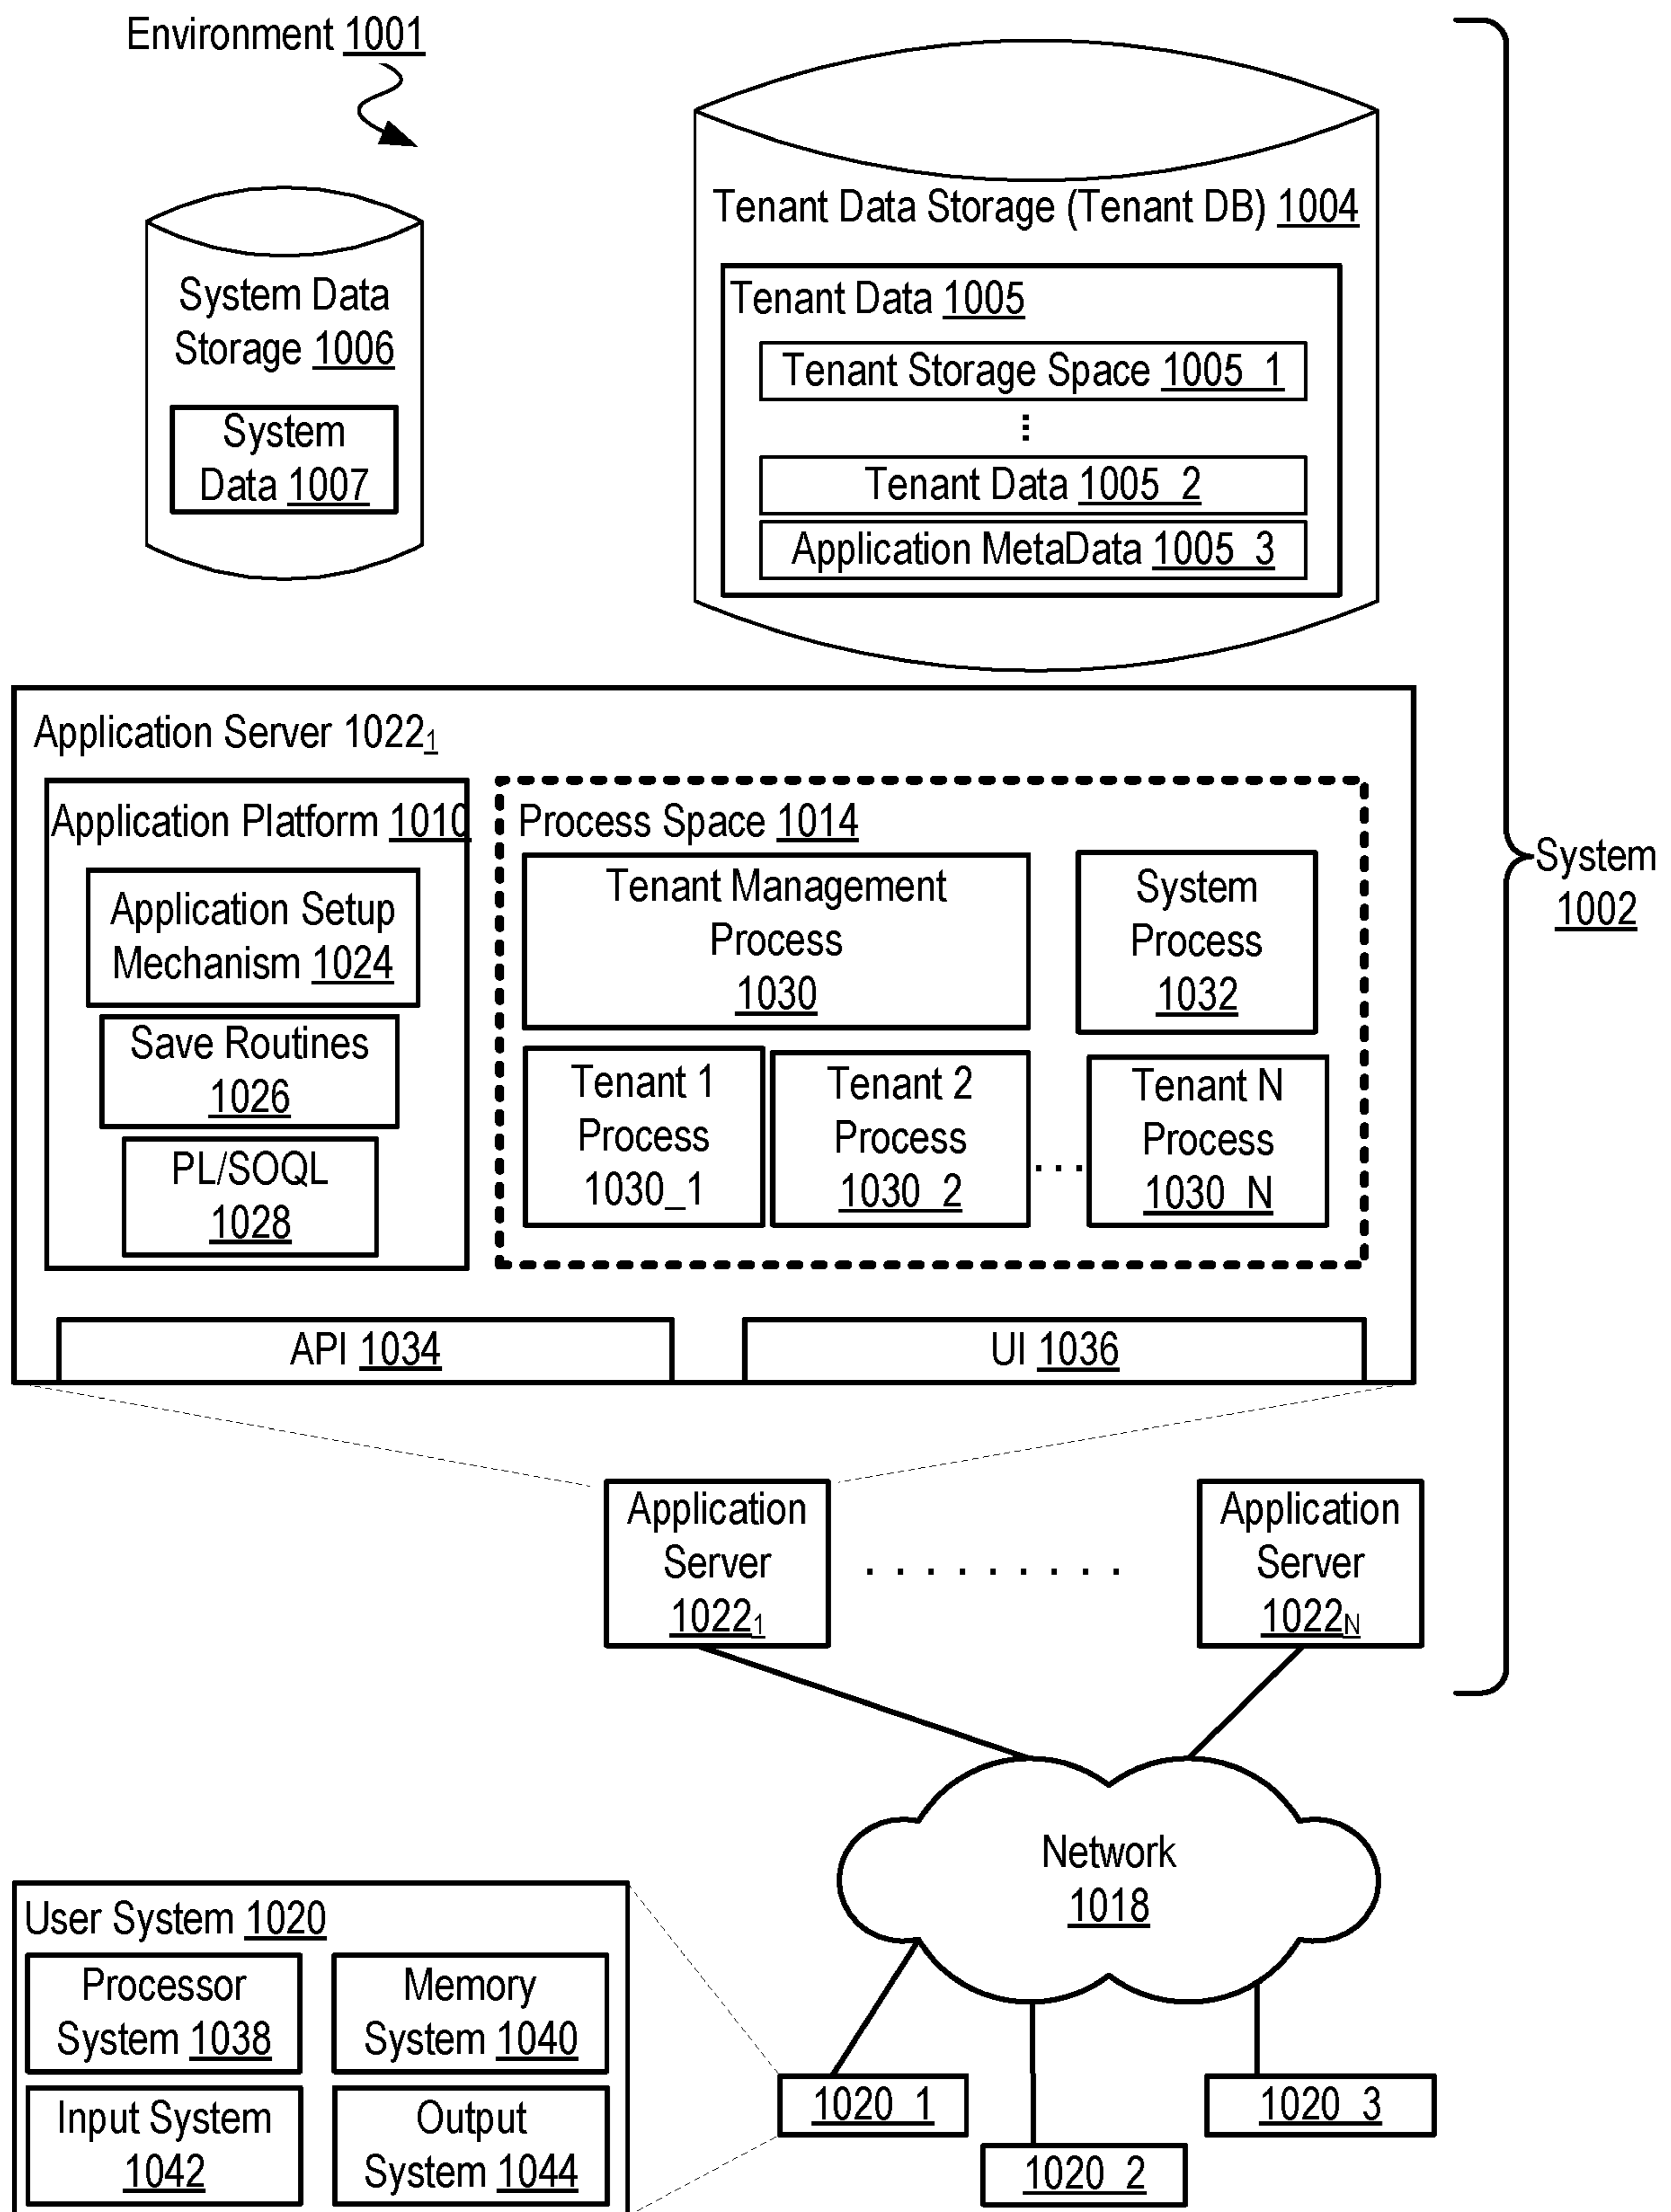 Environment 1001
System Data
Storage 1006
System
Data 1007
Tenant Data Storage (Tenant DB) 1004
Tenant Data 1005
Tenant Storage Space 1005_1
⋮
Tenant Data 1005_2
Application MetaData 1005_3
System
1002
Application Server 1022₁
Application Platform 1010
Application Setup
Mechanism 1024
Save Routines
1026
PL/SOQL
1028
Process Space 1014
Tenant Management
Process
1030
System
Process
1032
Tenant 1
Process
1030_1
Tenant 2
Process
1030_2
...
Tenant N
Process
1030_N
API 1034
UI 1036
Application
Server
1022₁
.........
Application
Server
1022N
Network
1018
User System 1020
Processor
System 1038
Memory
System 1040
Input System
1042
Output
System 1044
1020_1
1020_2
1020_3